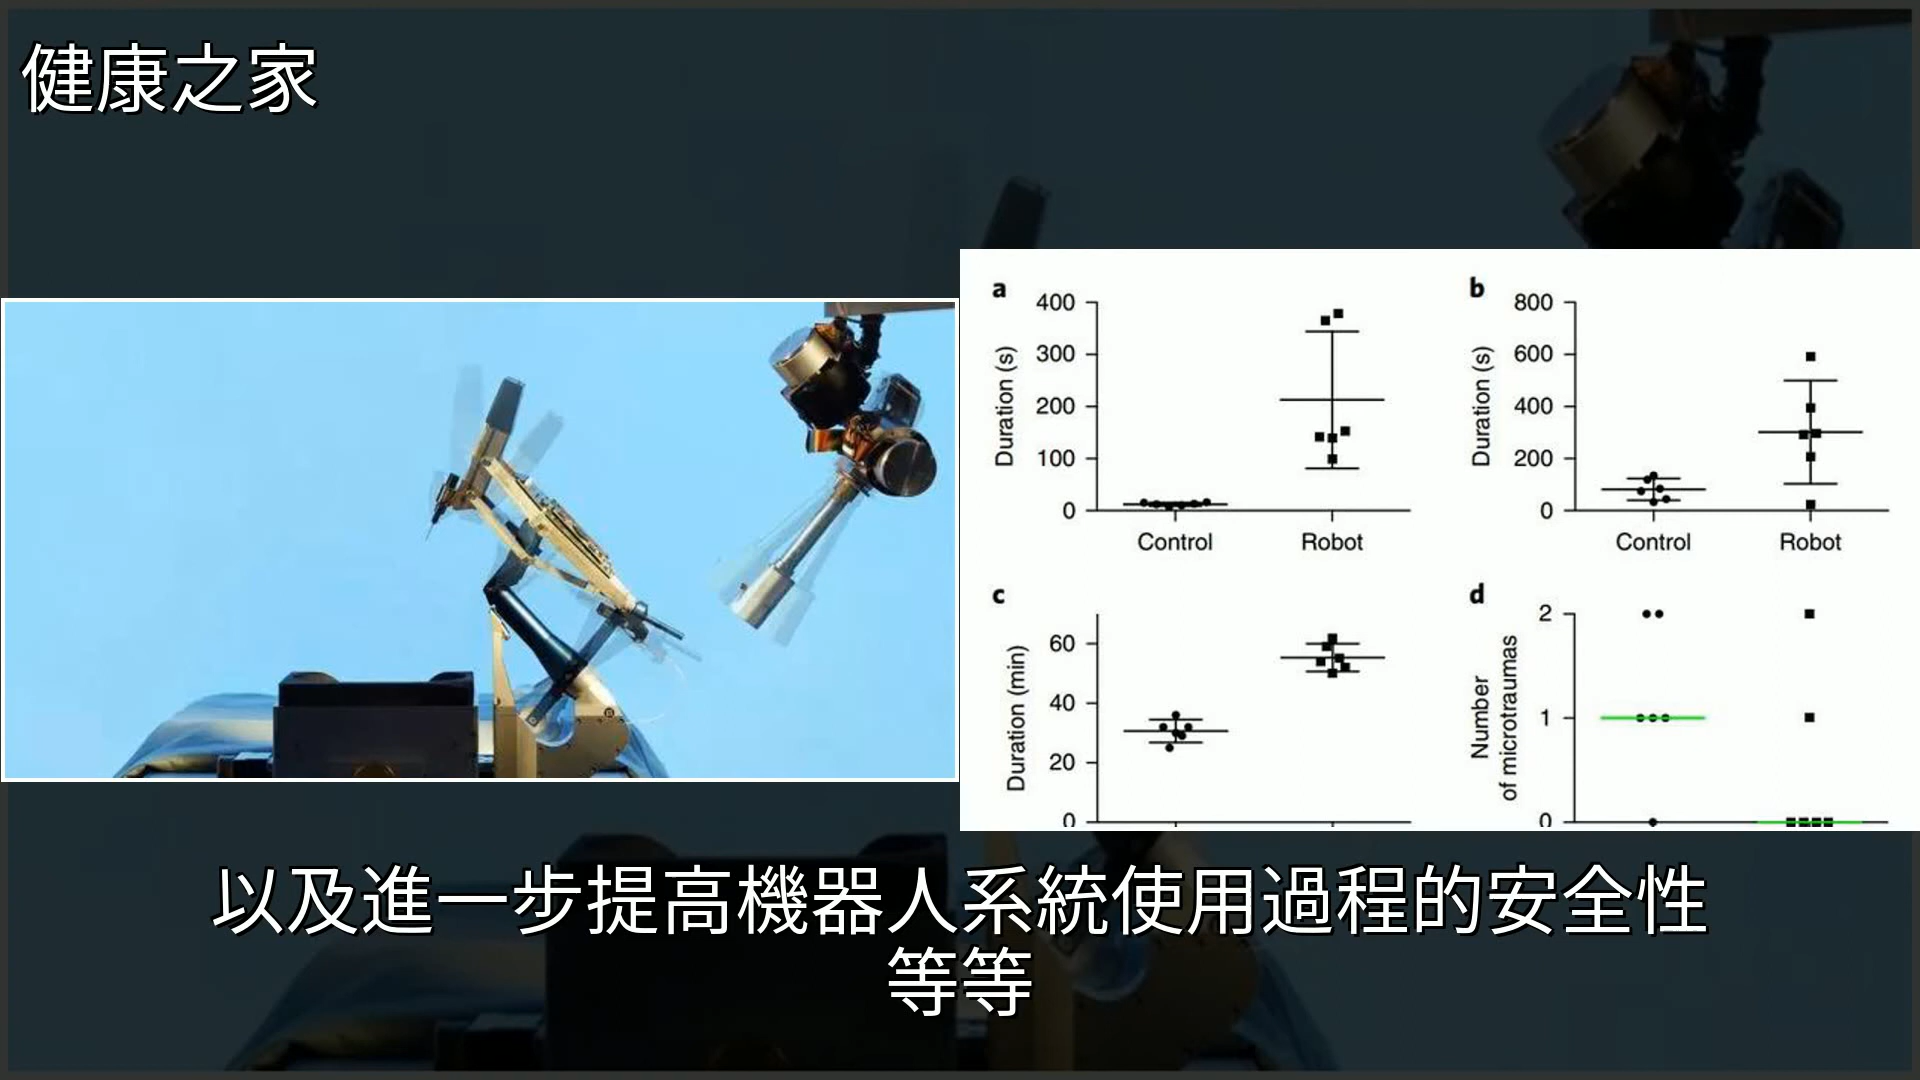 健康之家
a
400
300
200
100
0
Duration (s)
Control
Robot
b
800
600
400
200
0
Duration (s)
Control
Robot
c
60
40
20
0
Duration (min)
d
2
1
0
Number
of microtraumas
以及進一步提高機器人系統使用過程的安全性
等等